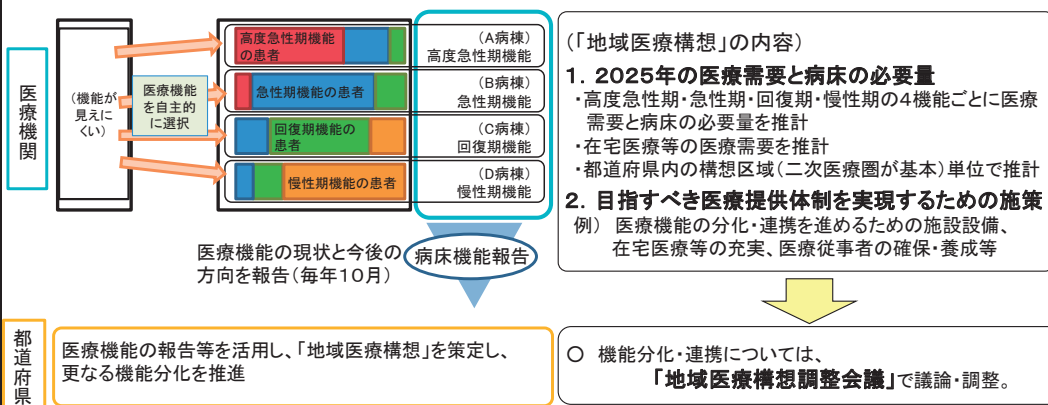 医療機関
(機能が
見えに
くい)
医療機能
を自主的
に選択
高度急性期機能
の患者
(A病棟)
高度急性期機能
急性期機能の患者
(B病棟)
急性期機能
回復期機能の
患者
(C病棟)
回復期機能
慢性期機能の患者
(D病棟)
慢性期機能
医療機能の現状と今後の
方向を報告(毎年10月)
病床機能報告
(「地域医療構想」の内容)
1.2025年の医療需要と病床の必要量
・高度急性期・急性期・回復期・慢性期の4機能ごとに医療
需要と病床の必要量を推計
・在宅医療等の医療需要を推計
・都道府県内の構想区域(二次医療圏が基本)単位で推計
2.目指すべき医療提供体制を実現するための施策
例) 医療機能の分化・連携を進めるための施設設備、
在宅医療等の充実、医療従事者の確保・養成等
都道府県
医療機能の報告等を活用し、「地域医療構想」を策定し、
更なる機能分化を推進
○ 機能分化・連携については、
「地域医療構想調整会議」で議論・調整。